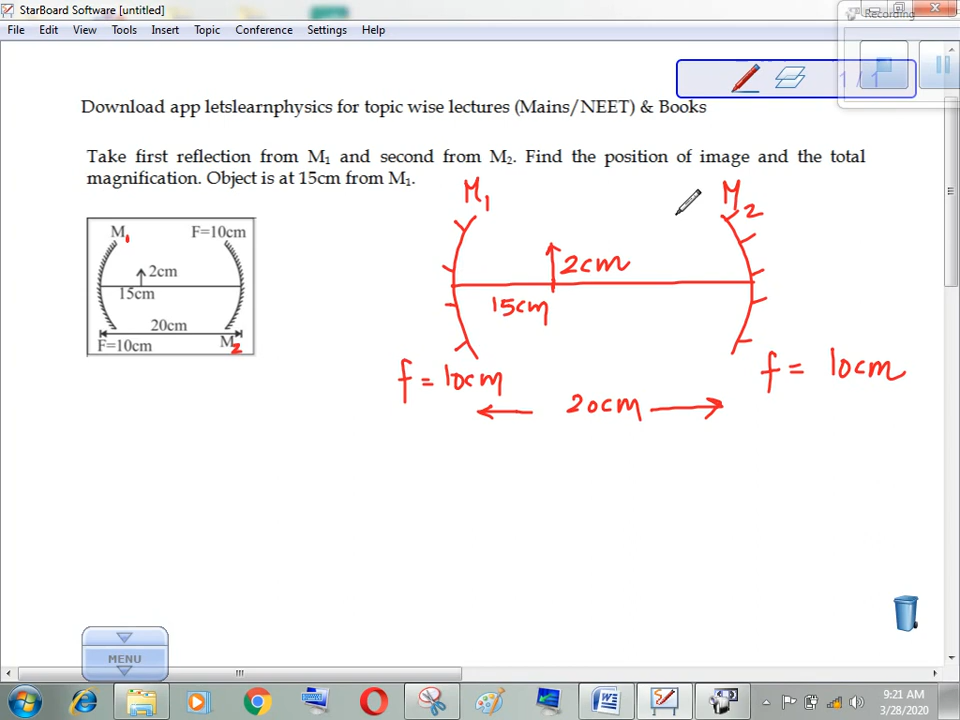 StarBoard Software [untitled]
Recording
File Edit View Tools Insert Topic Conference Settings Help
1/1
Download app letslearnphysics for topic wise lectures (Mains/NEET) & Books
Take first reflection from M₁ and second from M₂. Find the position of image and the total
magnification. Object is at 15cm from M₁.
M₁ M₂
M₁ F=10cm
2cm
15cm
20cm
F=10cm M₂
2cm
15cm
f = 10cm f = 10cm
20cm
MENU
9:21 AM
3/28/2020